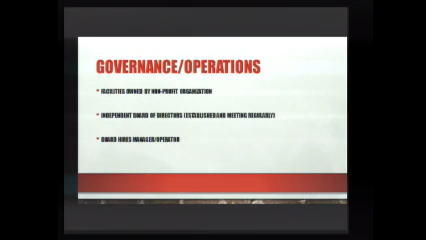 GOVERNANCE/OPERATIONS
• FACILITIES OWNED BY NON-PROFIT ORGANIZATION
• INDEPENDENT BOARD OF DIRECTORS (ESTABLISHED AND MEETING REGULARLY)
• BOARD HIRES MANAGER/OPERATOR